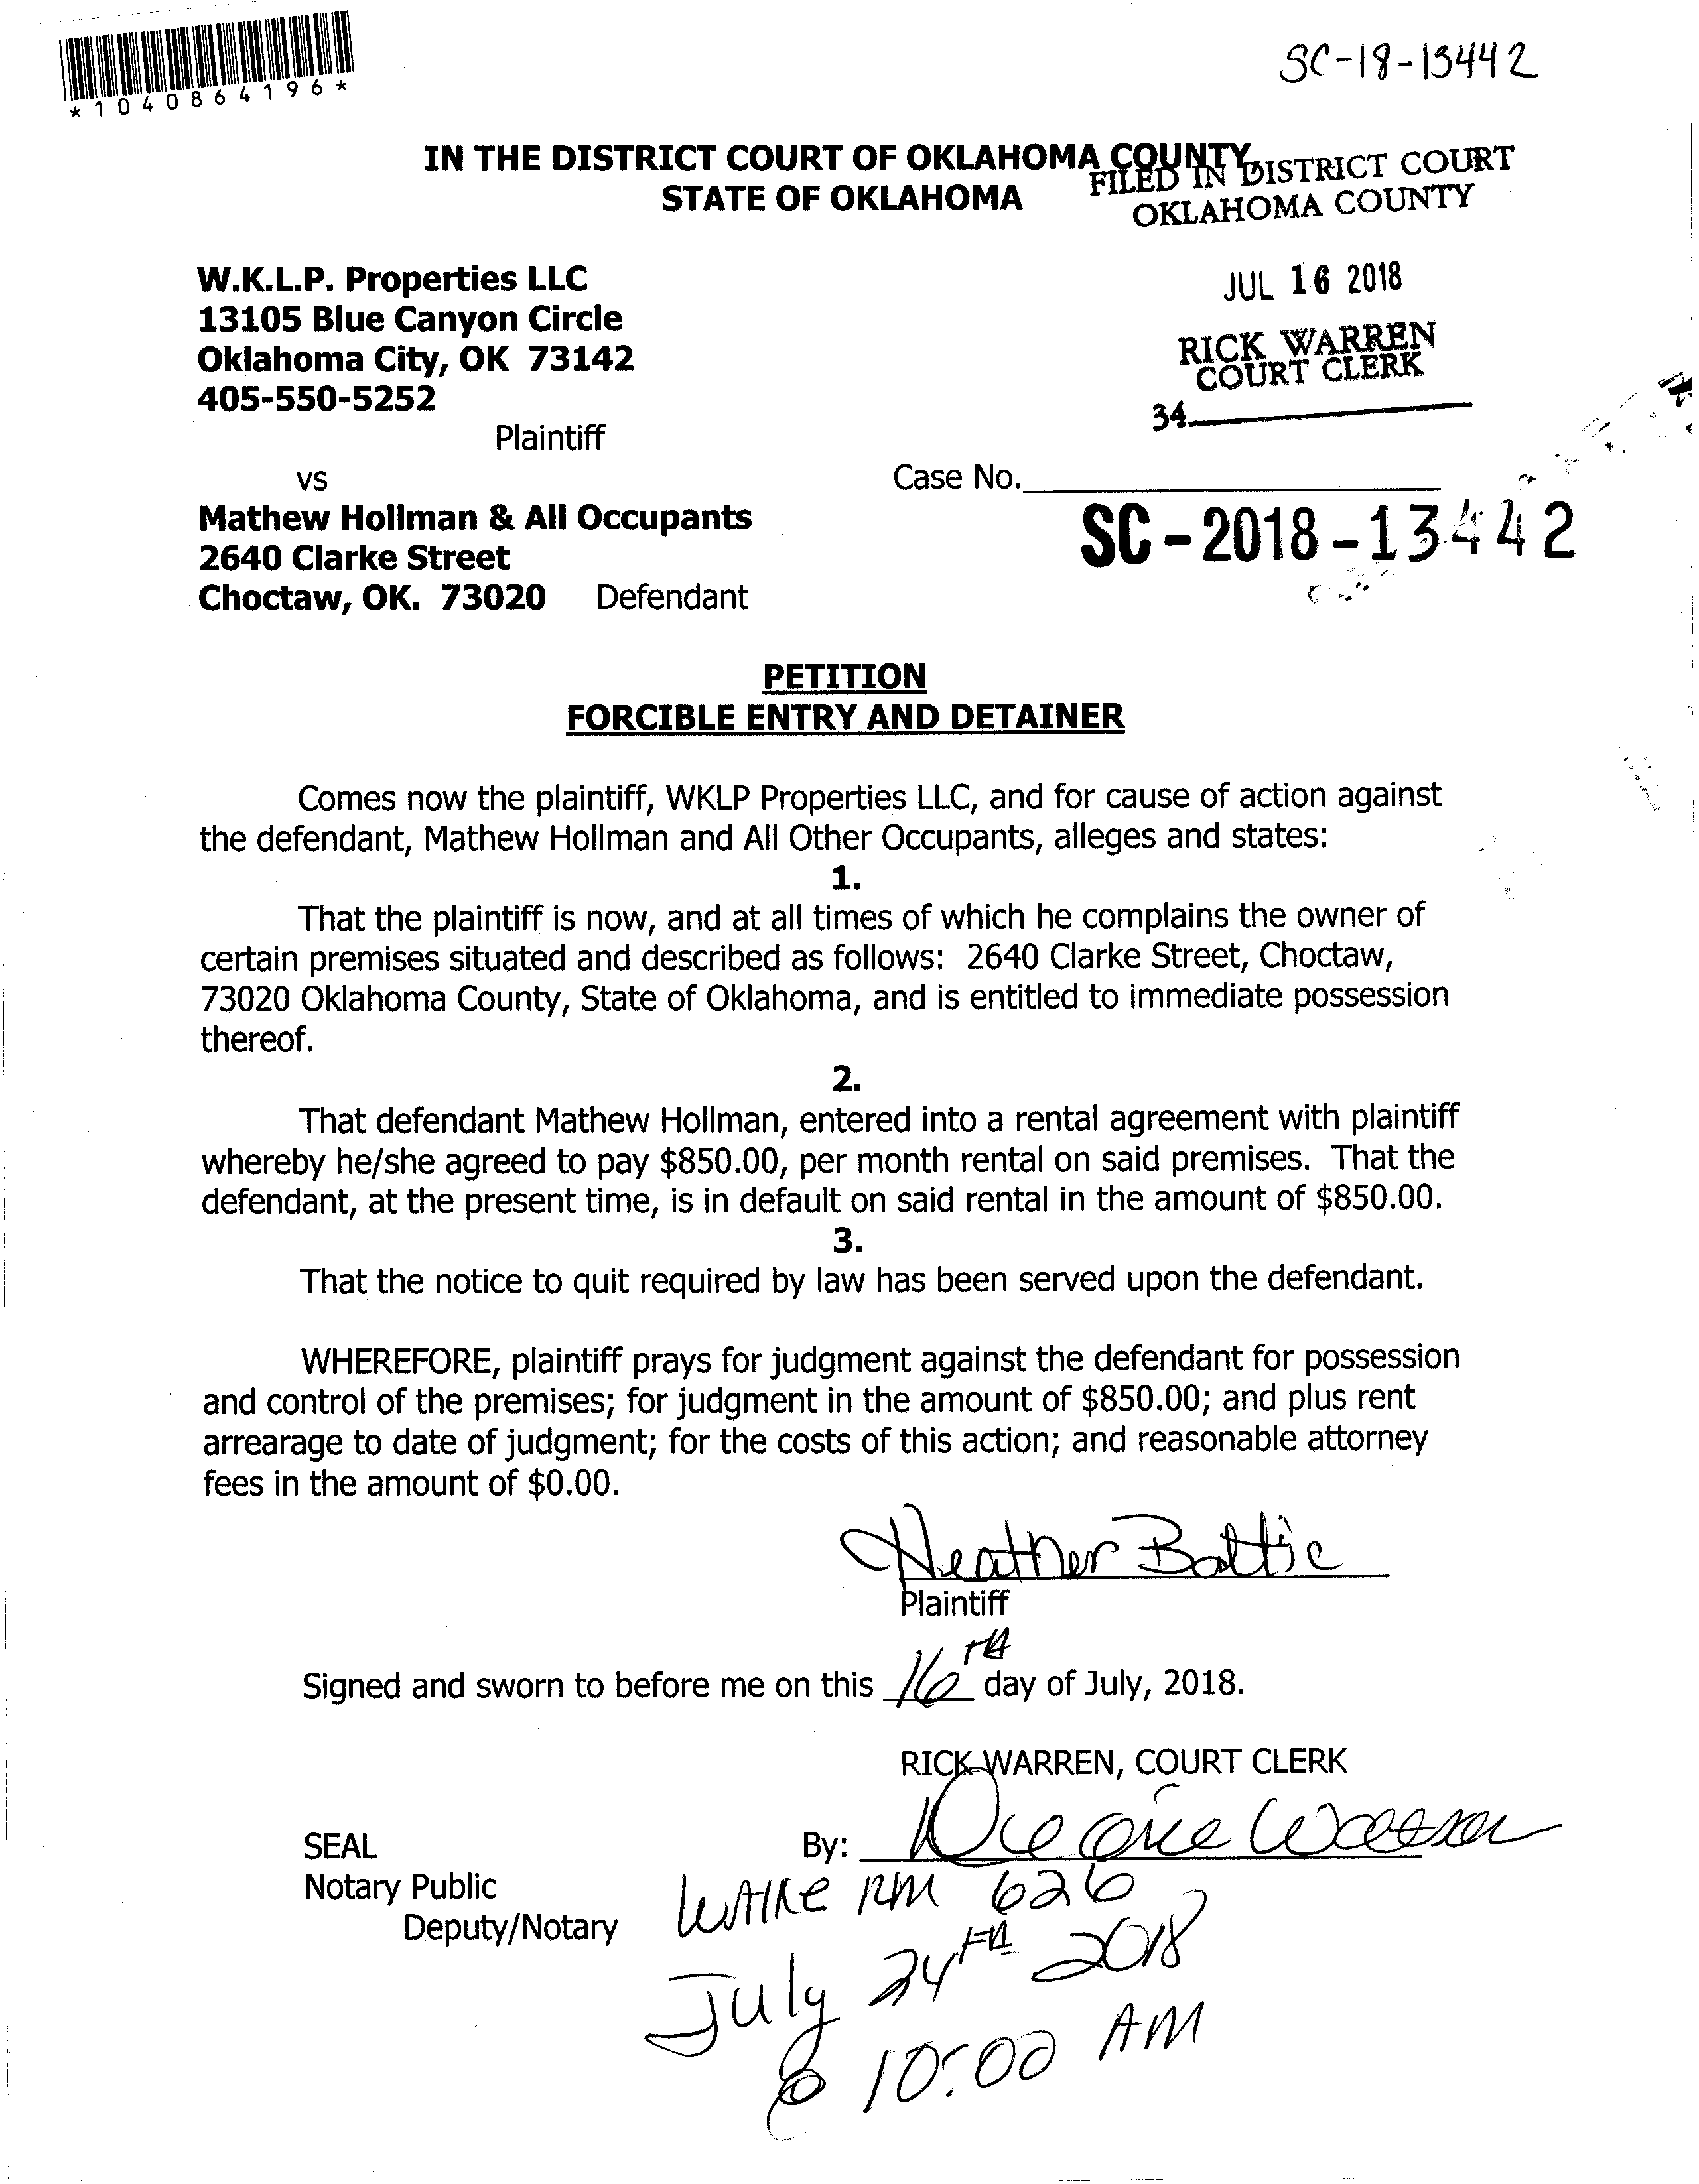 *1040864196*
SC-18-13442
IN THE DISTRICT COURT OF OKLAHOMA COUNTY
STATE OF OKLAHOMA
FILED IN DISTRICT COURT
OKLAHOMA COUNTY
JUL 16 2018
RICK WARREN
COURT CLERK
34
W.K.L.P. Properties LLC
13105 Blue Canyon Circle
Oklahoma City, OK 73142
405-550-5252
Plaintiff
vs
Case No.
Mathew Hollman & All Occupants
SC-2018-13442
2640 Clarke Street
Choctaw, OK. 73020 Defendant
PETITION
FORCIBLE ENTRY AND DETAINER
Comes now the plaintiff, WKLP Properties LLC, and for cause of action against
the defendant, Mathew Hollman and All Other Occupants, alleges and states:
1.
That the plaintiff is now, and at all times of which he complains the owner of
certain premises situated and described as follows: 2640 Clarke Street, Choctaw,
73020 Oklahoma County, State of Oklahoma, and is entitled to immediate possession
thereof.
2.
That defendant Mathew Hollman, entered into a rental agreement with plaintiff
whereby he/she agreed to pay $850.00, per month rental on said premises. That the
defendant, at the present time, is in default on said rental in the amount of $850.00.
3.
That the notice to quit required by law has been served upon the defendant.
WHEREFORE, plaintiff prays for judgment against the defendant for possession
and control of the premises; for judgment in the amount of $850.00; and plus rent
arrearage to date of judgment; for the costs of this action; and reasonable attorney
fees in the amount of $0.00.
Heather Baltic
Plaintiff
Signed and sworn to before me on this 16TH day of July, 2018.
RICK WARREN, COURT CLERK
SEAL
By:
Notary Public
Deputy/Notary
RM 626
July 24TH 2018
@ 10:00 AM